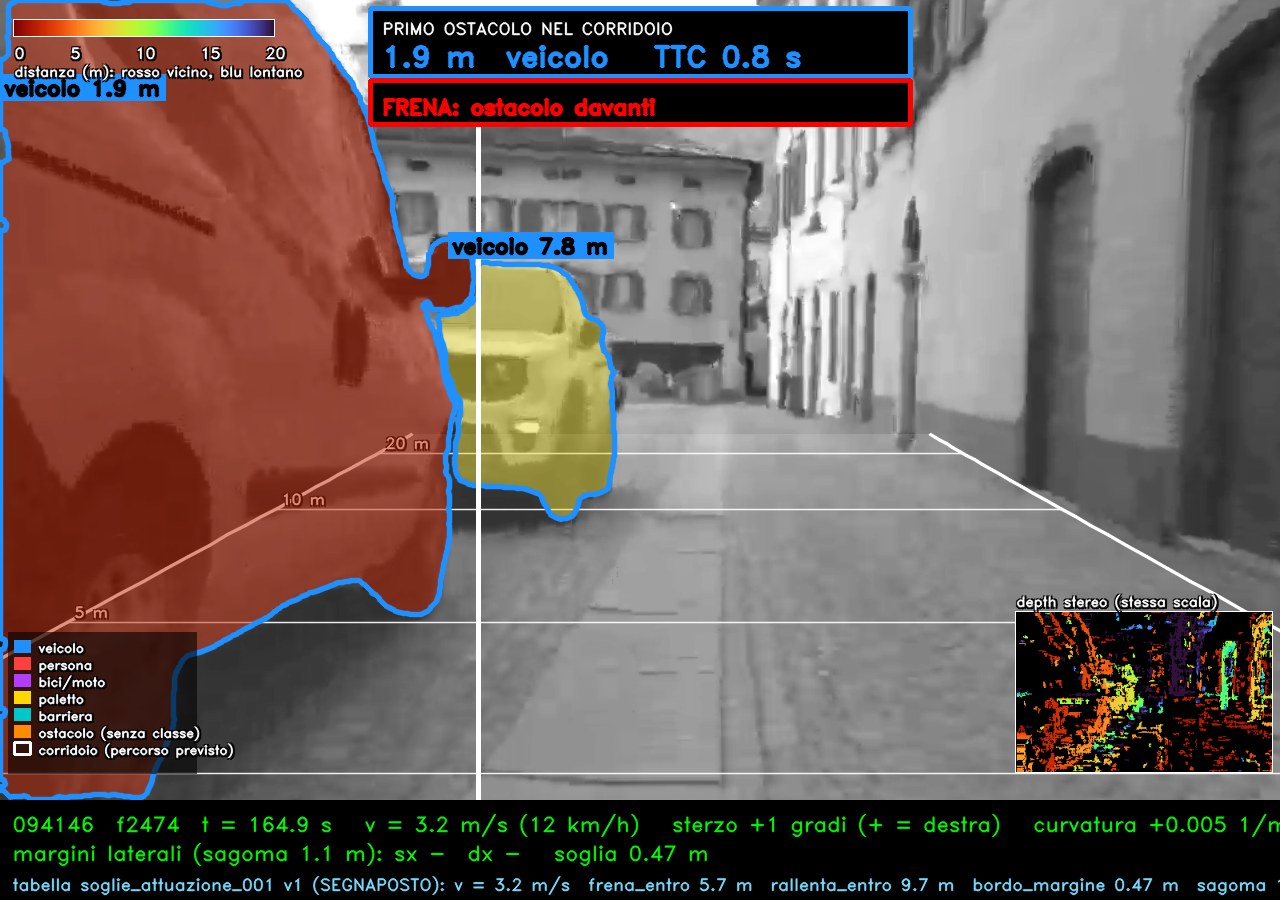 0 5 10 15 20
distanza (m): rosso vicino, blu lontano
veicolo 1.9 m
PRIMO OSTACOLO NEL CORRIDOIO
1.9 m veicolo TTC 0.8 s
FRENA: ostacolo davanti
veicolo 7.8 m
20 m
10 m
5 m
depth stereo (stessa scala)
veicolo
persona
bici/moto
paletto
barriera
ostacolo (senza classe)
corridoio (percorso previsto)
094146 f2474 t = 164.9 s v = 3.2 m/s (12 km/h) sterzo +1 gradi (+ = destra) curvatura +0.005 1/m
margini laterali (sagoma 1.1 m): sx - dx - soglia 0.47 m
tabella soglie_attuazione_001 v1 (SEGNAPOSTO): v = 3.2 m/s frena_entro 5.7 m rallenta_entro 9.7 m bordo_margine 0.47 m sagoma